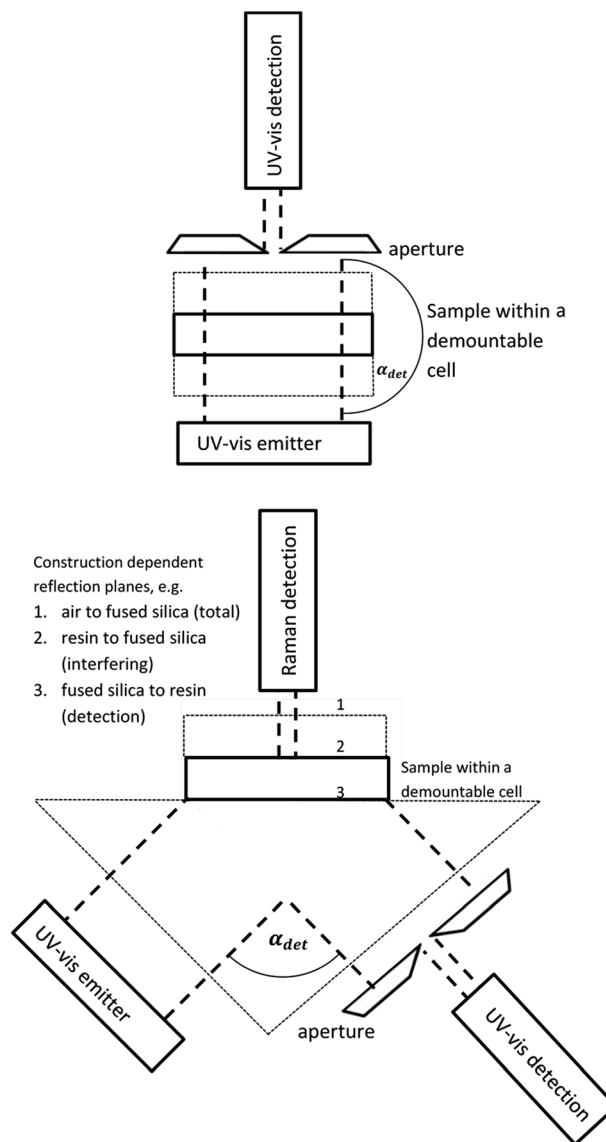 UV-vis detection
aperture
Sample within a
demountable
cell
α_det
UV-vis emitter
Construction dependent
reflection planes, e.g.
1. air to fused silica (total)
2. resin to fused silica
(interfering)
3. fused silica to resin
(detection)
Raman detection
1
2
3
Sample within a
demountable cell
α_det
UV-vis emitter
aperture
UV-vis detection